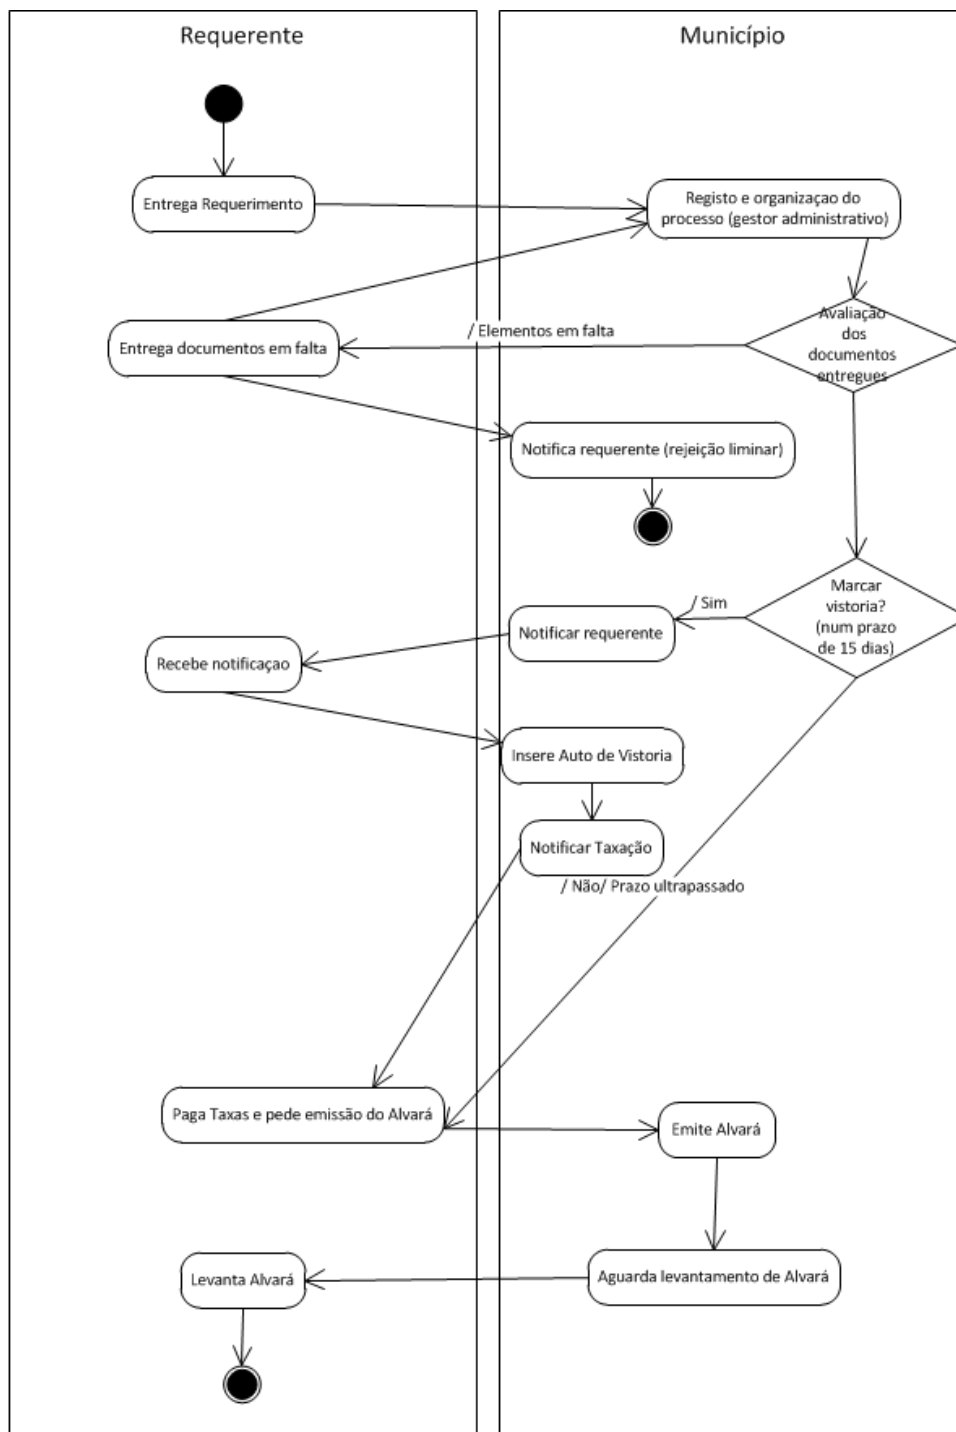 Requerente
Município
Entrega Requerimento
Registo e organizaçao do
processo (gestor administrativo)
Avaliação
dos
documentos
entregues
/ Elementos em falta
Entrega documentos em falta
Notifica requerente (rejeição liminar)
Marcar
vistoria?
(num prazo
de 15 dias)
/ Sim
Notificar requerente
Recebe notificaçao
Insere Auto de Vistoria
Notificar Taxação
/ Não/ Prazo ultrapassado
Paga Taxas e pede emissão do Alvará
Emite Alvará
Aguarda levantamento de Alvará
Levanta Alvará